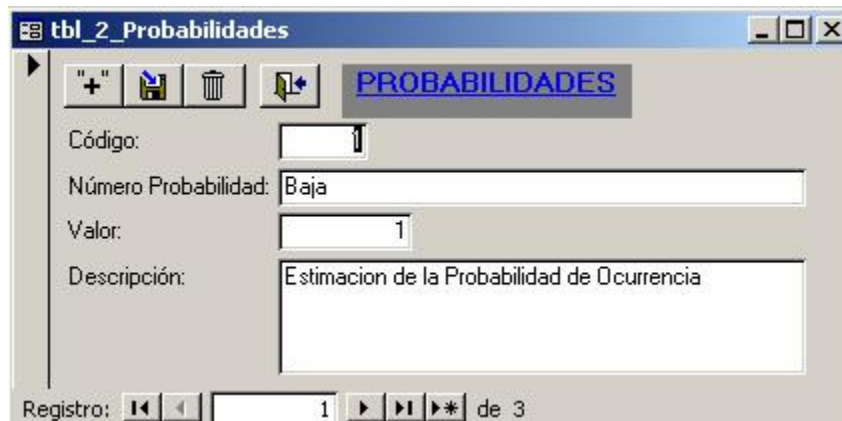 tbl_2_Probabilidades
"+" PROBABILIDADES
Código: 1
Número Probabilidad: Baja
Valor: 1
Descripción: Estimacion de la Probabilidad de Ocurrencia
Registro: 1 de 3